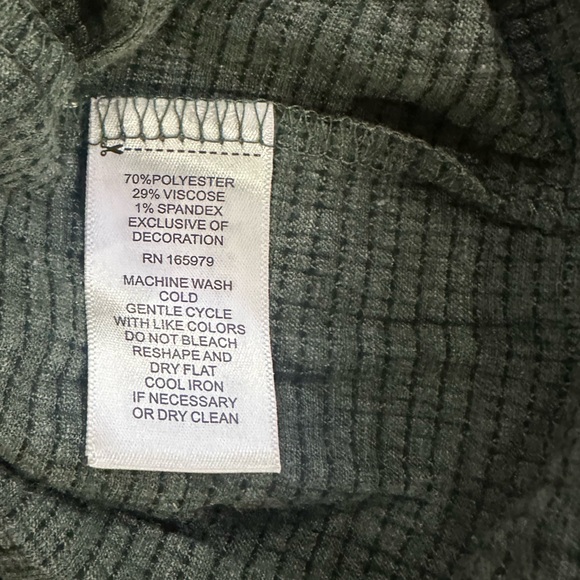 70%POLYESTER
29% VISCOSE
1% SPANDEX
EXCLUSIVE OF
DECORATION
RN 165979
MACHINE WASH
COLD
GENTLE CYCLE
WITH LIKE COLORS
DO NOT BLEACH
RESHAPE AND
DRY FLAT
COOL IRON
IF NECESSARY
OR DRY CLEAN